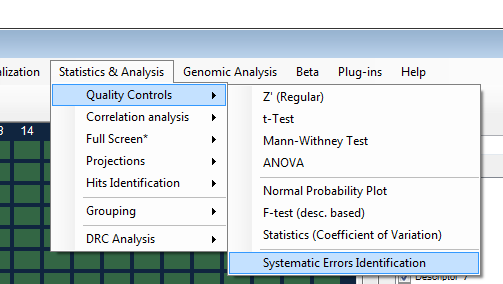 lization Statistics & Analysis Genomic Analysis Beta Plug-ins Help
Quality Controls
Correlation analysis
Full Screen*
Projections
Hits Identification
Grouping
DRC Analysis
Z' (Regular)
t-Test
Mann-Withney Test
ANOVA
Normal Probability Plot
F-test (desc. based)
Statistics (Coefficient of Variation)
Systematic Errors Identification
3 14
Descriptor 7